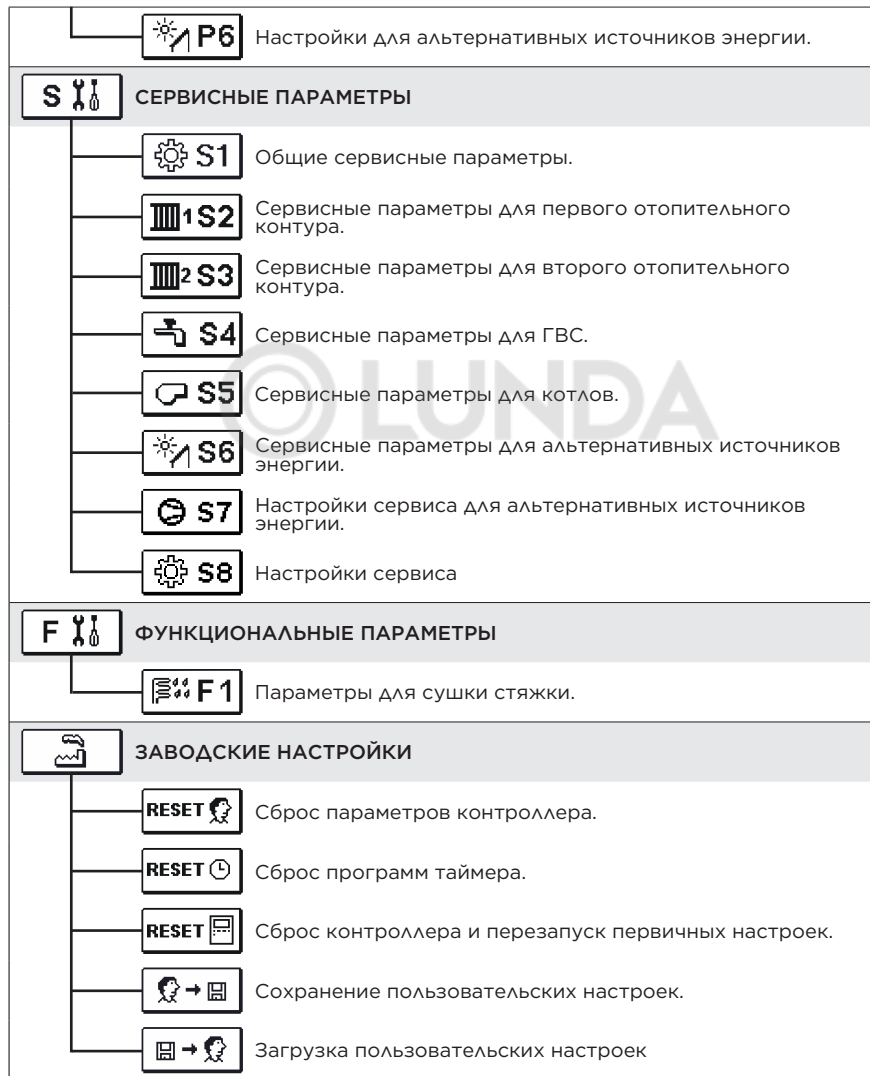 P6 Настройки для альтернативных источников энергии.
S СЕРВИСНЫЕ ПАРАМЕТРЫ
S1 Общие сервисные параметры.
1 S2 Сервисные параметры для первого отопительного
контура.
2 S3 Сервисные параметры для второго отопительного
контура.
S4 Сервисные параметры для ГВС.
LUNDA
S5 Сервисные параметры для котлов.
S6 Сервисные параметры для альтернативных источников
энергии.
S7 Настройки сервиса для альтернативных источников
энергии.
S8 Настройки сервиса
F ФУНКЦИОНАЛЬНЫЕ ПАРАМЕТРЫ
F1 Параметры для сушки стяжки.
ЗАВОДСКИЕ НАСТРОЙКИ
RESET Сброс параметров контроллера.
RESET Сброс программ таймера.
RESET Сброс контроллера и перезапуск первичных настроек.
Сохранение пользовательских настроек.
Загрузка пользовательских настроек